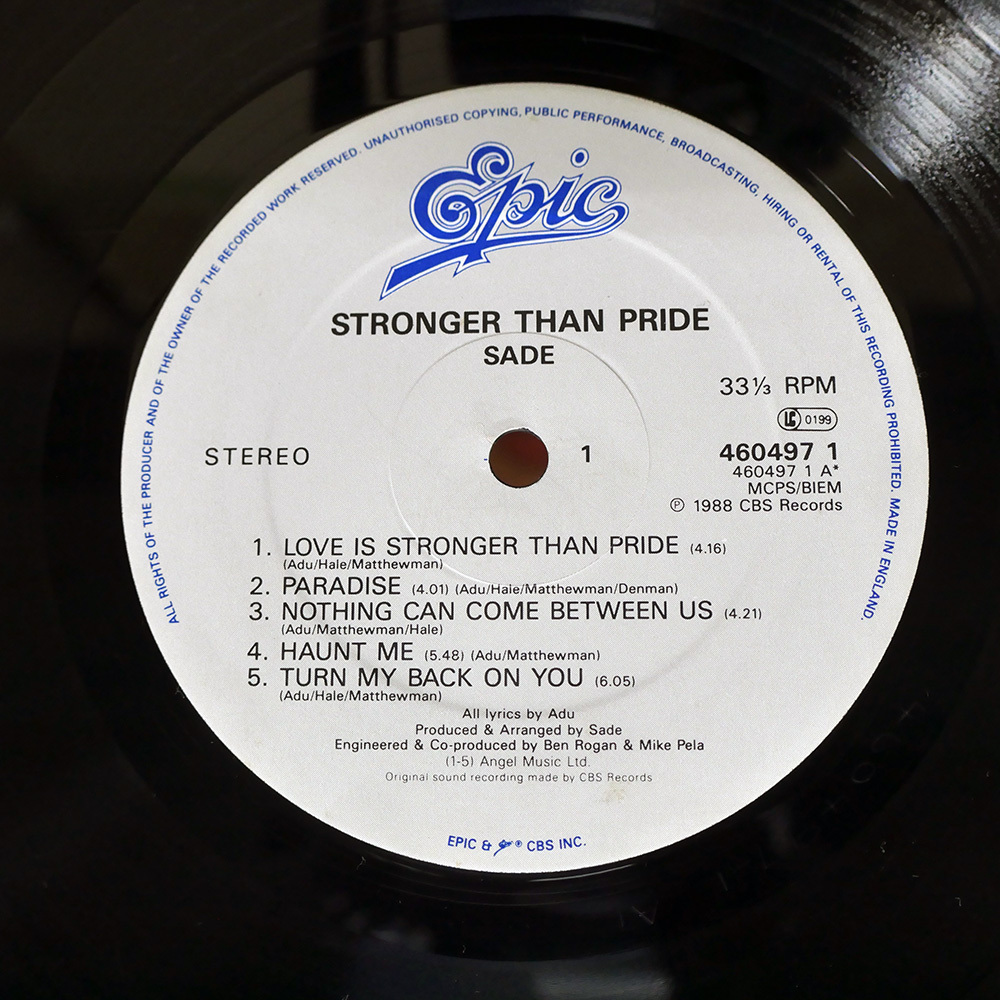 ALL RIGHTS OF THE PRODUCER AND OF THE OWNER OF THE RECORDED WORK RESERVED. UNAUTHORISED COPYING, PUBLIC PERFORMANCE, BROADCASTING, HIRING OR RENTAL OF THIS RECORDING PROHIBITED. MADE IN ENGLAND.
Epic
STRONGER THAN PRIDE
SADE
33⅓ RPM
LC 0199
STEREO
1
460497 1
460497 1 A*
MCPS/BIEM
℗ 1988 CBS Records
1. LOVE IS STRONGER THAN PRIDE (4.16)
(Adu/Hale/Matthewman)
2. PARADISE (4.01) (Adu/Hale/Matthewman/Denman)
3. NOTHING CAN COME BETWEEN US (4.21)
(Adu/Matthewman/Hale)
4. HAUNT ME (5.48) (Adu/Matthewman)
5. TURN MY BACK ON YOU (6.05)
(Adu/Hale/Matthewman)
All lyrics by Adu
Produced & Arranged by Sade
Engineered & Co-produced by Ben Rogan & Mike Pela
(1-5) Angel Music Ltd.
Original sound recording made by CBS Records
EPIC & Epic ® CBS INC.